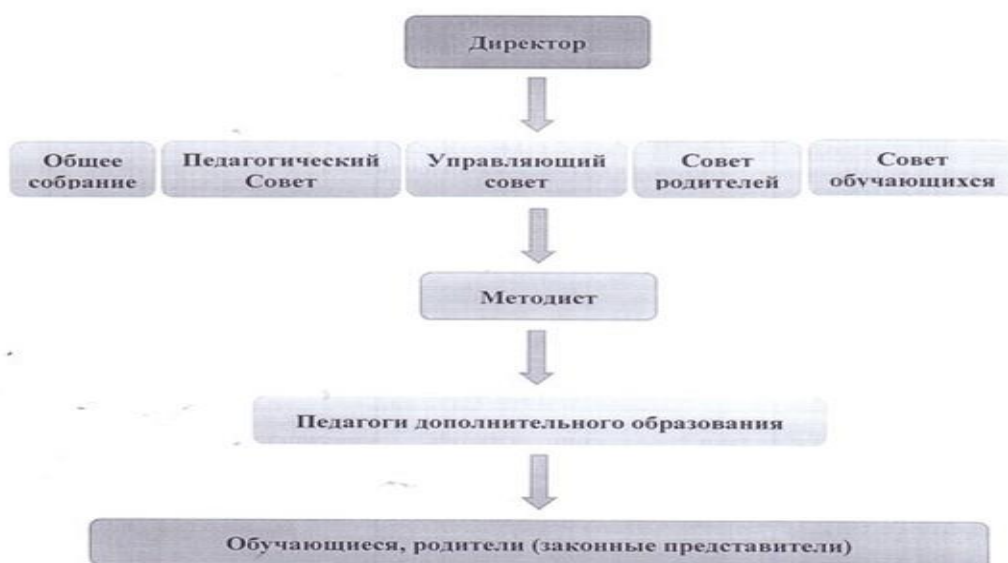 Директор
Общее
собрание
Педагогический
Совет
Управляющий
совет
Совет
родителей
Совет
обучающихся
Методист
Педагоги дополнительного образования
Обучающиеся, родители (законные представители)